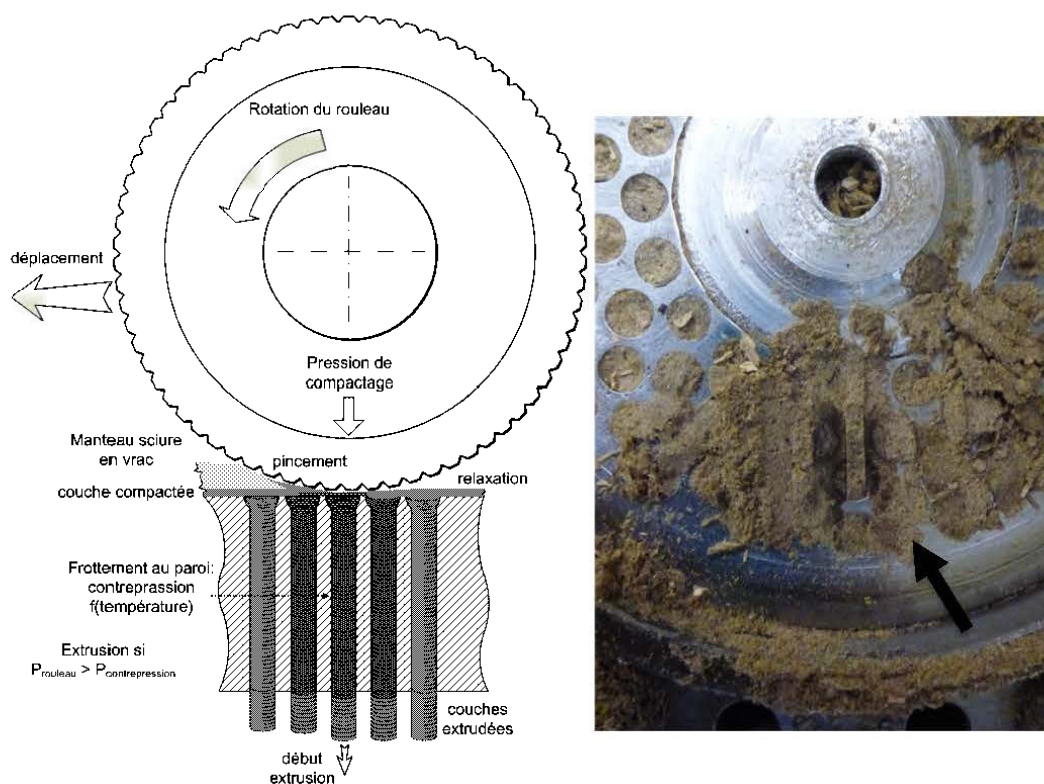 Rotation du rouleau
déplacement
Pression de
compactage
Manteau sciure
en vrac
pincement
relaxation
couche compactée
Frottement au paroi:
contreprassion
f(température)
Extrusion si
Prouleau > Pcontrepression
couches
extrudées
début
extrusion